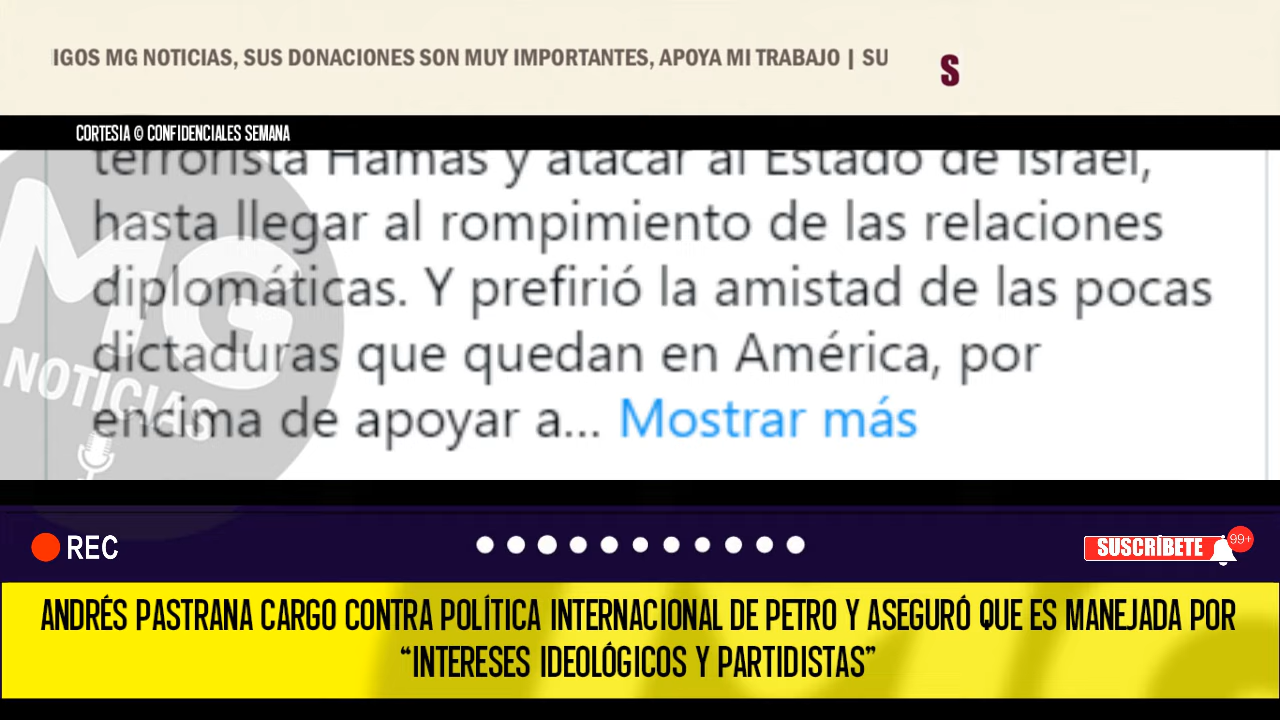 IGOS MG NOTICIAS, SUS DONACIONES SON MUY IMPORTANTES, APOYA MI TRABAJO | SU
S
CORTESIA © CONFIDENCIALES SEMANA
terrorista Hamás y atacar al Estado de Israel,
hasta llegar al rompimiento de las relaciones
diplomáticas. Y prefirió la amistad de las pocas
dictaduras que quedan en América, por
encima de apoyar a... Mostrar más
MG
NOTICIAS
REC
SUSCRÍBETE
99+
ANDRÉS PASTRANA CARGO CONTRA POLÍTICA INTERNACIONAL DE PETRO Y ASEGURÓ QUE ES MANEJADA POR
“INTERESES IDEOLÓGICOS Y PARTIDISTAS”